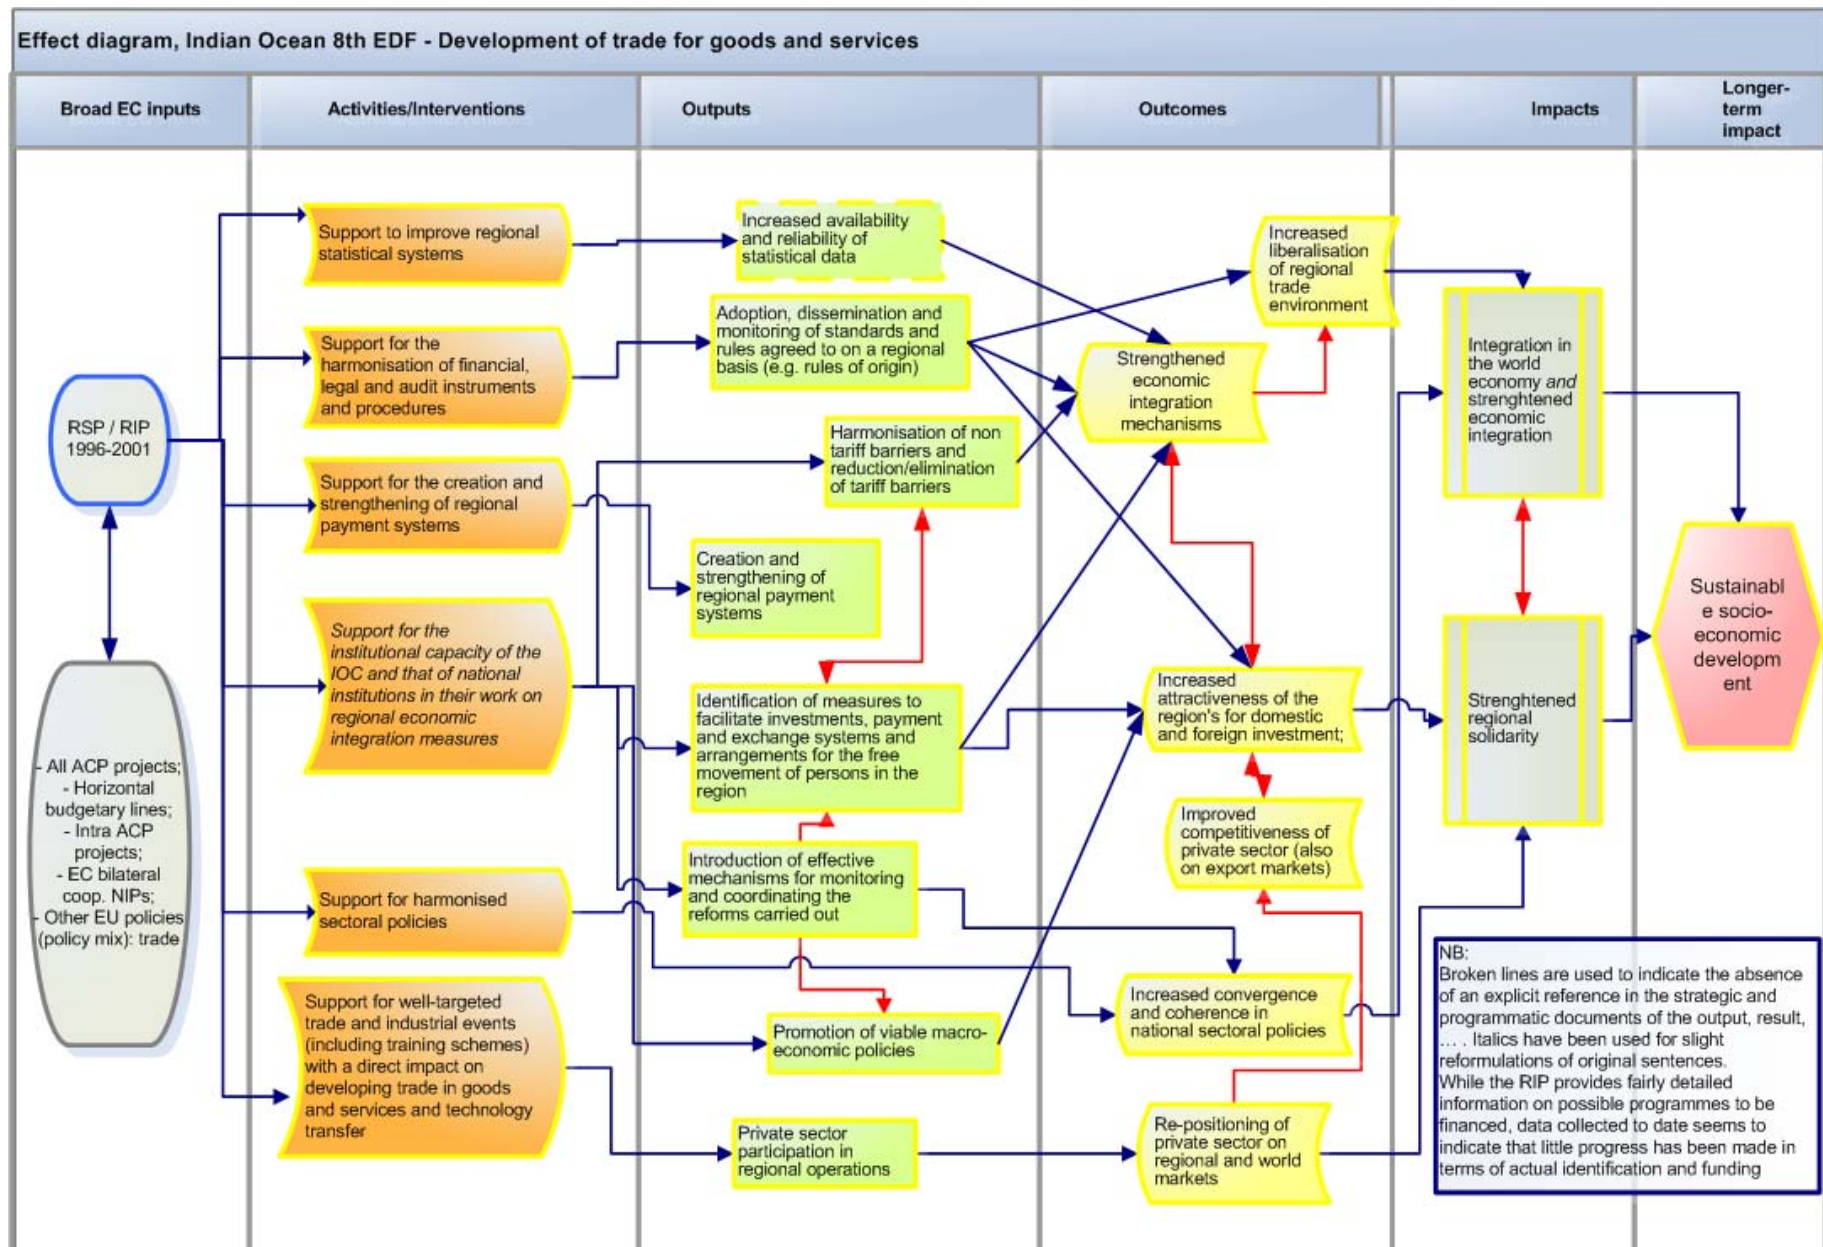 Effect diagram, Indian Ocean 8th EDF - Development of trade for goods and services
Broad EC inputs
Activities/Interventions
Outputs
Outcomes
Impacts
Longer-
term
impact
RSP / RIP
1996-2001
- All ACP projects;
- Horizontal
budgetary lines;
- Intra ACP
projects;
- EC bilateral
coop. NIPs;
- Other EU policies
(policy mix): trade
Support to improve regional
statistical systems
Support for the
harmonisation of financial,
legal and audit instruments
and procedures
Support for the creation and
strengthening of regional
payment systems
Support for the
institutional capacity of the
IOC and that of national
institutions in their work on
regional economic
integration measures
Support for harmonised
sectoral policies
Support for well-targeted
trade and industrial events
(including training schemes)
with a direct impact on
developing trade in goods
and services and technology
transfer
Increased availability
and reliability of
statistical data
Adoption, dissemination and
monitoring of standards and
rules agreed to on a regional
basis (e.g. rules of origin)
Harmonisation of non
tariff barriers and
reduction/elimination
of tariff barriers
Creation and
strengthening of
regional payment
systems
Identification of measures to
facilitate investments, payment
and exchange systems and
arrangements for the free
movement of persons in the
region
Introduction of effective
mechanisms for monitoring
and coordinating the
reforms carried out
Promotion of viable macro-
economic policies
Private sector
participation in
regional operations
Increased
liberalisation
of regional
trade
environment
Strengthened
economic
integration
mechanisms
Increased
attractiveness of the
region's for domestic
and foreign investment;
Improved
competitiveness of
private sector (also
on export markets)
Increased convergence
and coherence in
national sectoral policies
Re-positioning of
private sector on
regional and world
markets
Integration in
the world
economy and
strenghtened
economic
integration
Strenghtened
regional
solidarity
Sustainabl
e socio-
economic
developm
ent
NB:
Broken lines are used to indicate the absence
of an explicit reference in the strategic and
programmatic documents of the output, result,
... . Italics have been used for slight
reformulations of original sentences.
While the RIP provides fairly detailed
information on possible programmes to be
financed, data collected to date seems to
indicate that little progress has been made in
terms of actual identification and funding